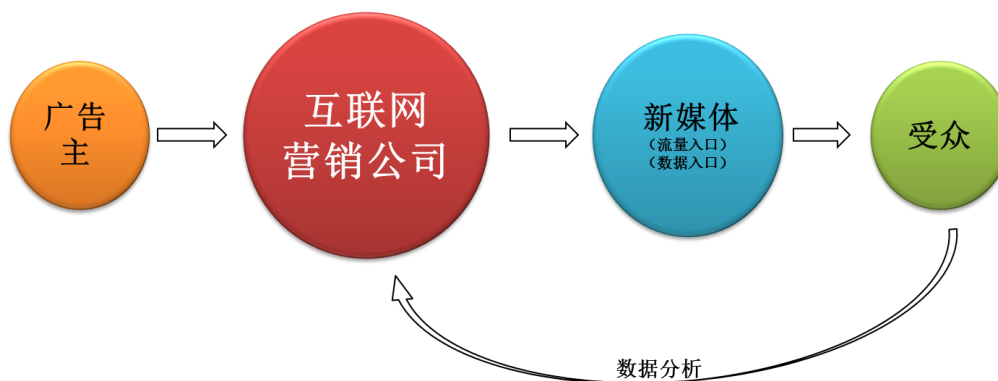 广告
主
互联网
营销公司
新媒体
（流量入口）
（数据入口）
受众
数据分析